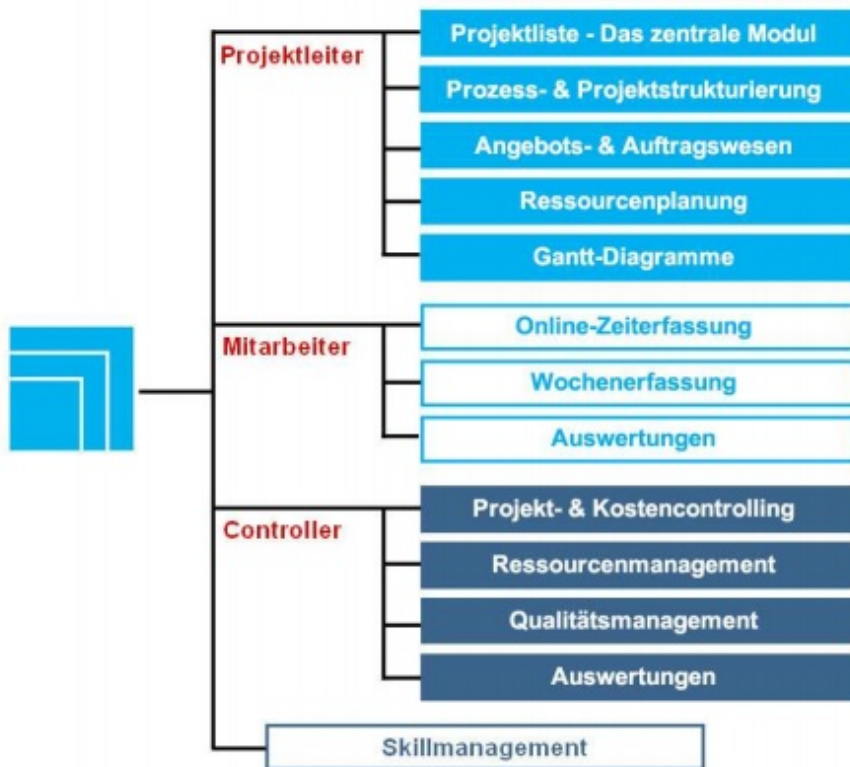 Projektleiter
Projektliste - Das zentrale Modul
Prozess- & Projektstrukturierung
Angebots- & Auftragswesen
Ressourcenplanung
Gantt-Diagramme
Mitarbeiter
Online-Zeiterfassung
Wochenerfassung
Auswertungen
Controller
Projekt- & Kostencontrolling
Ressourcenmanagement
Qualitätsmanagement
Auswertungen
Skillmanagement